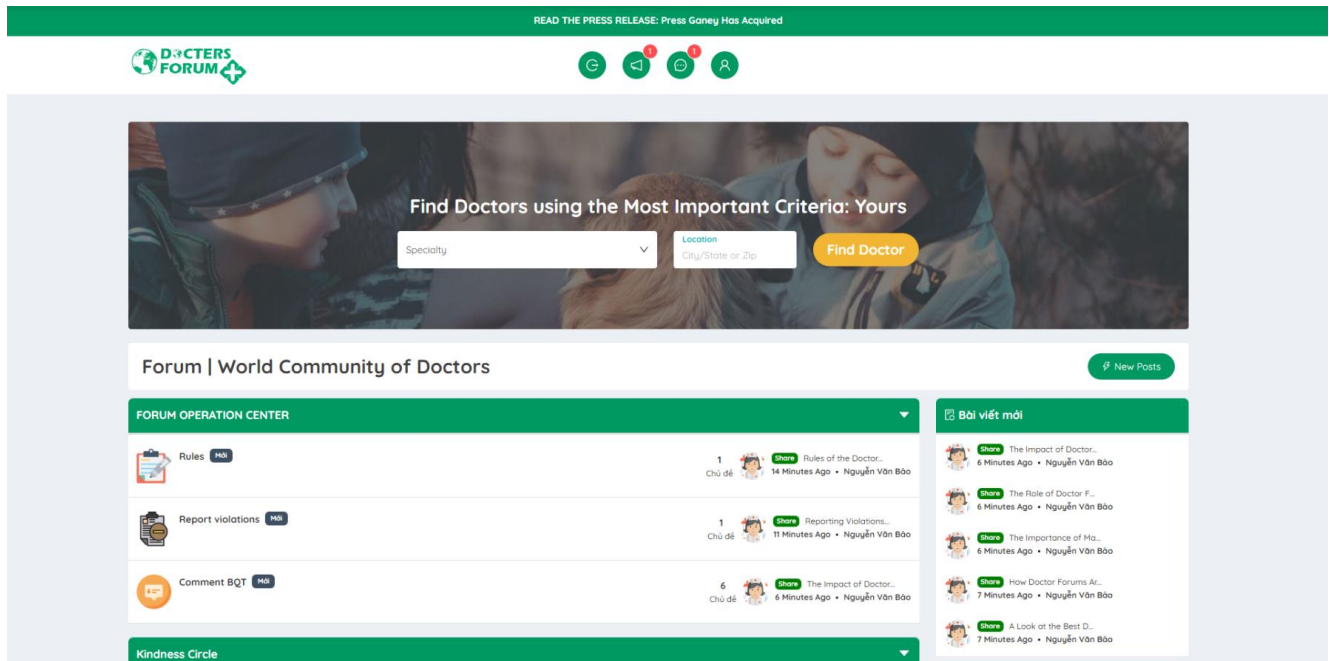 READ THE PRESS RELEASE: Press Ganey Has Acquired
DOCTERS
FORUM
1
1
Find Doctors using the Most Important Criteria: Yours
Specialty
Location
City/State or Zip
Find Doctor
Forum | World Community of Doctors
New Posts
FORUM OPERATION CENTER
Rules Mới
1
Chủ đề
Share Rules of the Doctor...
14 Minutes Ago • Nguyễn Văn Bảo
Report violations Mới
1
Chủ đề
Share Reporting Violations...
11 Minutes Ago • Nguyễn Văn Bảo
Comment BQT Mới
6
Chủ đề
Share The Impact of Doctor...
6 Minutes Ago • Nguyễn Văn Bảo
Kindness Circle
Bài viết mới
Share The Impact of Doctor...
6 Minutes Ago • Nguyễn Văn Bảo
Share The Role of Doctor F...
6 Minutes Ago • Nguyễn Văn Bảo
Share The Importance of Ma...
6 Minutes Ago • Nguyễn Văn Bảo
Share How Doctor Forums Ar...
7 Minutes Ago • Nguyễn Văn Bảo
Share A Look at the Best D...
7 Minutes Ago • Nguyễn Văn Bảo